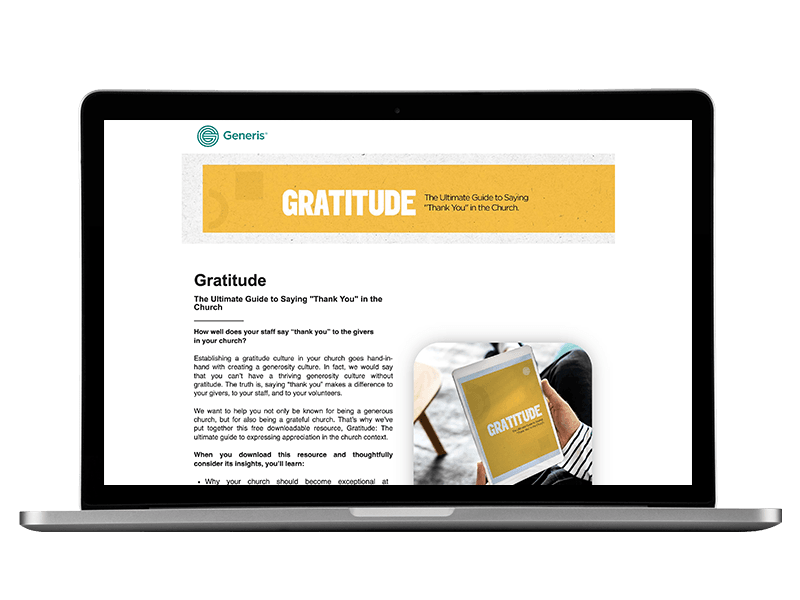 Generis®
GRATITUDE
The Ultimate Guide to Saying
"Thank You" in the Church.
Gratitude
The Ultimate Guide to Saying "Thank You" in the
Church
How well does your staff say “thank you” to the givers
in your church?
Establishing a gratitude culture in your church goes hand-in-
hand with creating a generosity culture. In fact, we would say
that you can't have a thriving generosity culture without
gratitude. The truth is, saying “thank you” makes a difference to
your givers, to your staff, and to your volunteers.
We want to help you not only be known for being a generous
church, but for also being a grateful church. That's why we've
put together this free downloadable resource, Gratitude: The
ultimate guide to expressing appreciation in the church context.
When you download this resource and thoughtfully
consider its insights, you'll learn:
• Why your church should become exceptional at
GRATITUDE